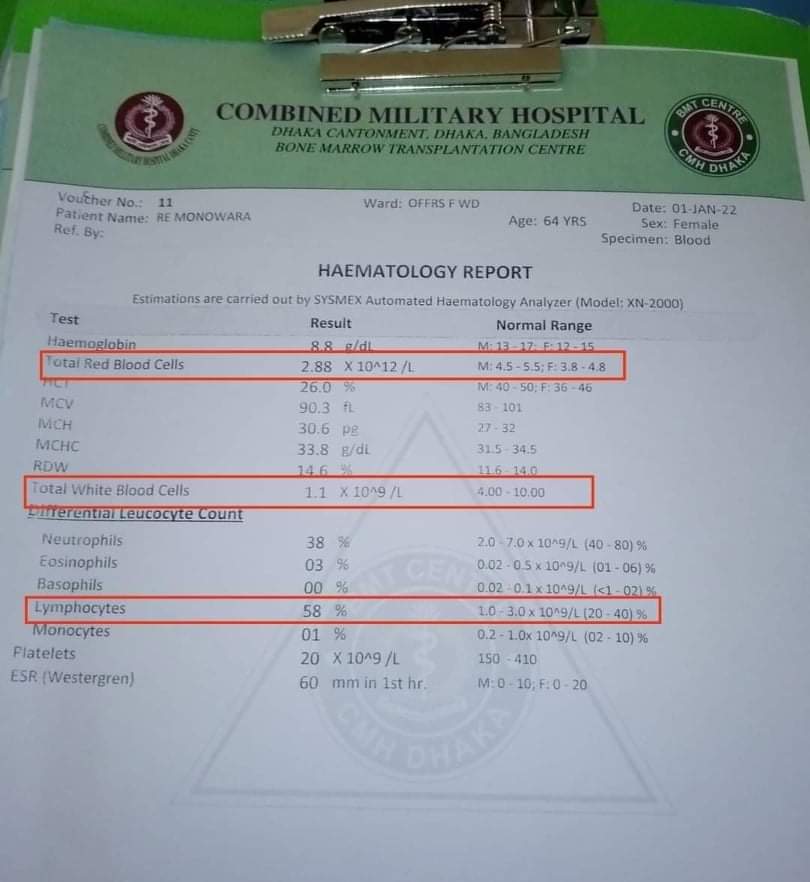 COMBINED MILITARY HOSPITAL
DHAKA CANTONMENT, DHAKA, BANGLADESH
BONE MARROW TRANSPLANTATION CENTRE
COMBINED MILITARY HOSPITAL DHAKA CANTT
BMT CENTRE
CMH DHAKA
Voucher No.: 11 Ward: OFFRS F WD Date: 01-JAN-22
Patient Name: RE MONOWARA Age: 64 YRS Sex: Female
Ref. By: Specimen: Blood
HAEMATOLOGY REPORT
Estimations are carried out by SYSMEX Automated Haematology Analyzer (Model: XN-2000)
Test Result Normal Range
Haemoglobin 8.8 g/dL M: 13 - 17; F: 12 - 15
Total Red Blood Cells 2.88 X 10^12 /L M: 4.5 - 5.5; F: 3.8 - 4.8
HCT 26.0 % M: 40 - 50; F: 36 - 46
MCV 90.3 fL 83 - 101
MCH 30.6 pg 27 - 32
MCHC 33.8 g/dL 31.5 - 34.5
RDW 14.6 % 11.6 - 14.0
Total White Blood Cells 1.1 X 10^9 /L 4.00 - 10.00
Differential Leucocyte Count
Neutrophils 38 % 2.0 - 7.0 x 10^9/L (40 - 80) %
Eosinophils 03 % 0.02 - 0.5 x 10^9/L (01 - 06) %
Basophils 00 % 0.02 - 0.1 x 10^9/L (<1 - 02) %
Lymphocytes 58 % 1.0 - 3.0 x 10^9/L (20 - 40) %
Monocytes 01 % 0.2 - 1.0x 10^9/L (02 - 10) %
Platelets 20 X 10^9 /L 150 - 410
ESR (Westergren) 60 mm in 1st hr. M: 0 - 10; F: 0 - 20
BMT CEN
CMH DHAKA